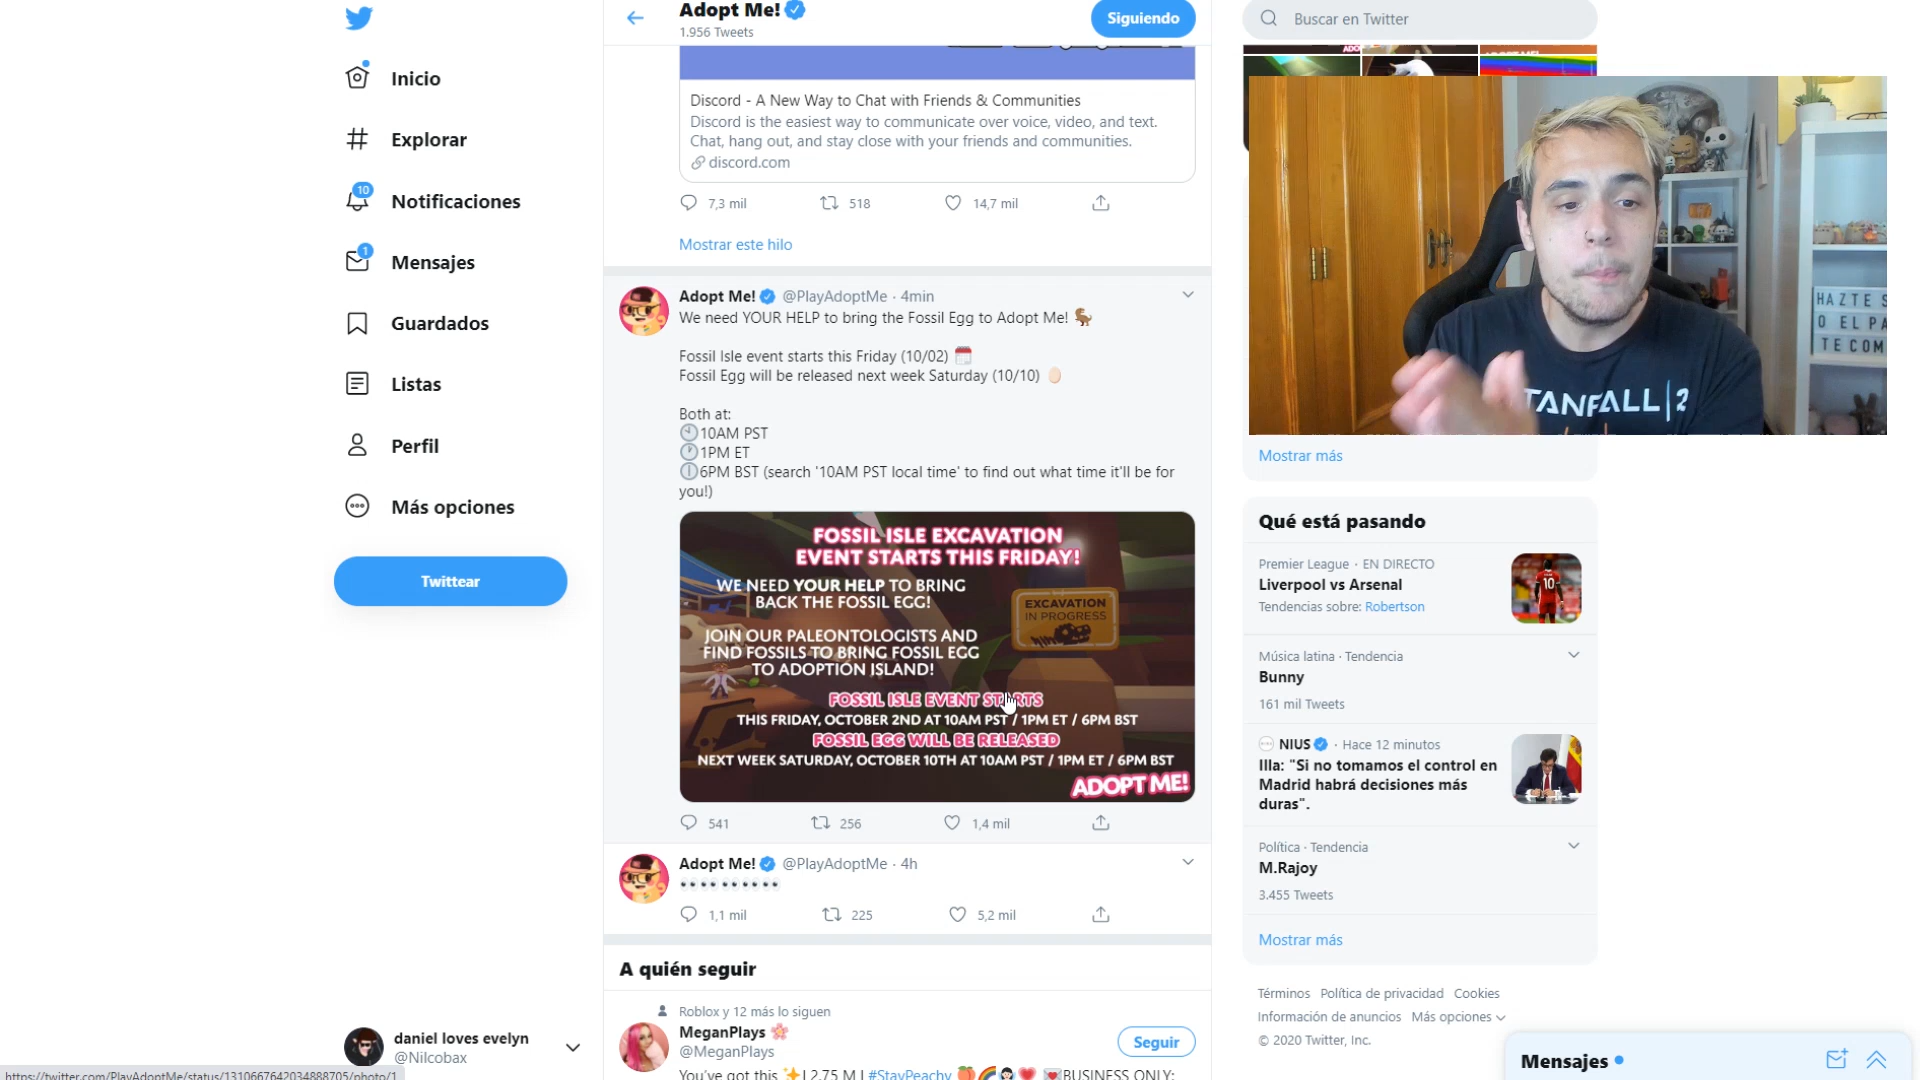 Inicio
Explorar
10
Notificaciones
1
Mensajes
Guardados
Listas
Perfil
Más opciones
Twittear
daniel loves evelyn
@Nilcobax
https://twitter.com/PlayAdoptMe/status/1310667642034888705/photo/1
Adopt Me!
1.956 Tweets
Siguiendo
Discord - A New Way to Chat with Friends & Communities
Discord is the easiest way to communicate over voice, video, and text.
Chat, hang out, and stay close with your friends and communities.
discord.com
7,3 mil 518 14,7 mil
Mostrar este hilo
Adopt Me! @PlayAdoptMe · 4min
We need YOUR HELP to bring the Fossil Egg to Adopt Me! 🦖
Fossil Isle event starts this Friday (10/02) 🗓️
Fossil Egg will be released next week Saturday (10/10) 🥚
Both at:
🕙10AM PST
🕐1PM ET
🕕6PM BST (search '10AM PST local time' to find out what time it'll be for
you!)
FOSSIL ISLE EXCAVATION
EVENT STARTS THIS FRIDAY!
WE NEED YOUR HELP TO BRING
BACK THE FOSSIL EGG!
EXCAVATION
IN PROGRESS
JOIN OUR PALEONTOLOGISTS AND
FIND FOSSILS TO BRING FOSSIL EGG
TO ADOPTION ISLAND!
FOSSIL ISLE EVENT STARTS
THIS FRIDAY, OCTOBER 2ND AT 10AM PST / 1PM ET / 6PM BST
FOSSIL EGG WILL BE RELEASED
NEXT WEEK SATURDAY, OCTOBER 10TH AT 10AM PST / 1PM ET / 6PM BST
ADOPT ME!
541 256 1,4 mil
Adopt Me! @PlayAdoptMe · 4h
1,1 mil 225 5,2 mil
A quién seguir
Roblox y 12 más lo siguen
MeganPlays 🌸
@MeganPlays
Seguir
You've got this ✨| 2.75 M | #StayPeachy 🍑🌈👧🏻💗 💌BUSINESS ONLY:
Buscar en Twitter
HAZTE S
O EL PA
TE COM
TANFALL | 2
Mostrar más
Qué está pasando
Premier League · EN DIRECTO
Liverpool vs Arsenal
Tendencias sobre: Robertson
10
Música latina · Tendencia
Bunny
161 mil Tweets
NIUS · Hace 12 minutos
Illa: "Si no tomamos el control en
Madrid habrá decisiones más
duras".
Política · Tendencia
M.Rajoy
3.455 Tweets
Mostrar más
Términos Política de privacidad Cookies
Información de anuncios Más opciones
© 2020 Twitter, Inc.
Mensajes